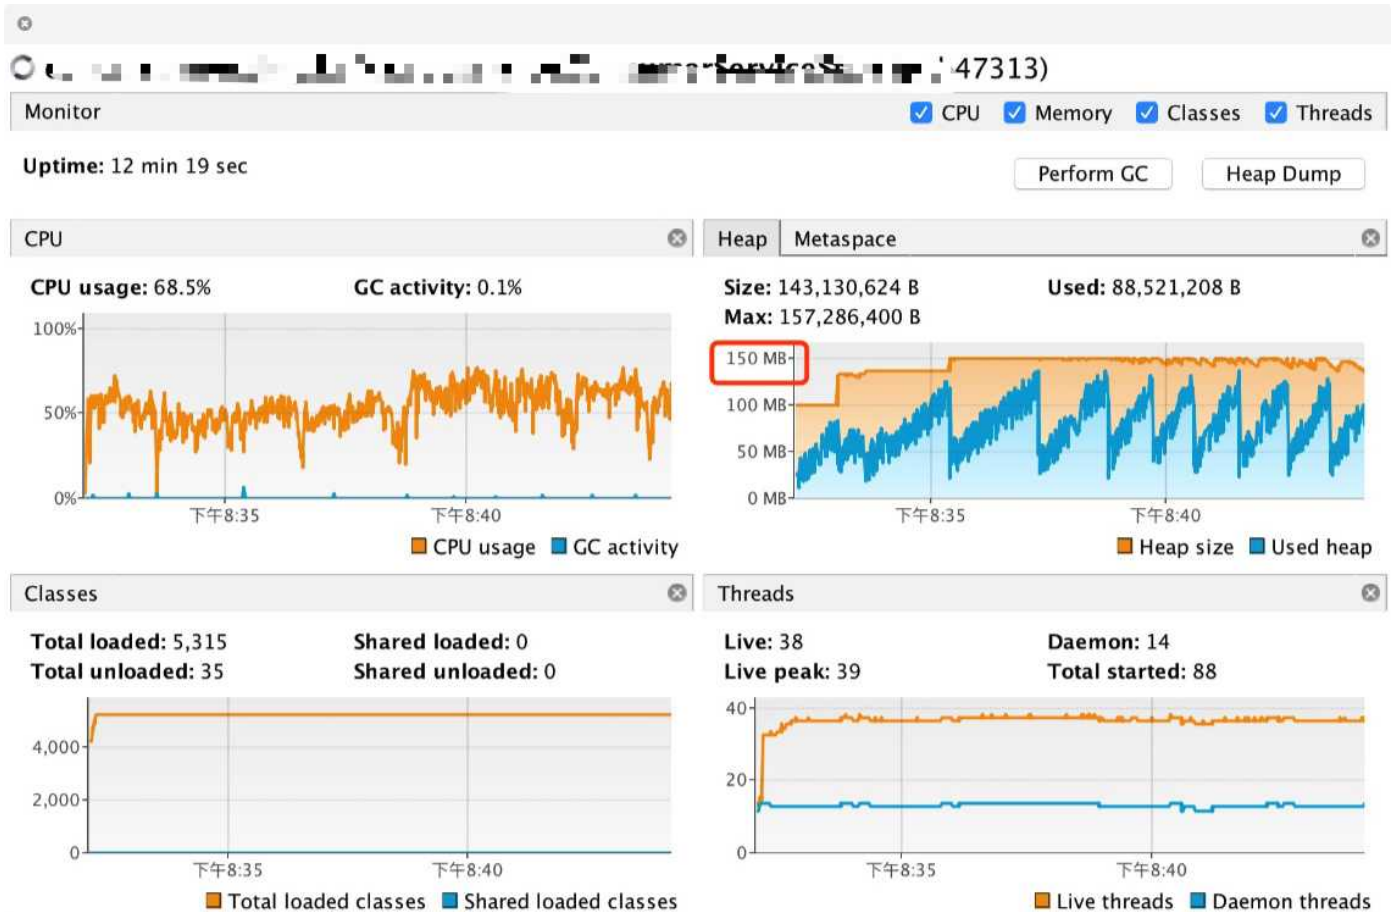 47313)
Monitor CPU Memory Classes Threads
Uptime: 12 min 19 sec Perform GC Heap Dump
CPU
CPU usage: 68.5% GC activity: 0.1%
100%
50%
0%
下午8:35 下午8:40
CPU usage GC activity
Heap Metaspace
Size: 143,130,624 B Used: 88,521,208 B
Max: 157,286,400 B
150 MB
100 MB
50 MB
0 MB
下午8:35 下午8:40
Heap size Used heap
Classes
Total loaded: 5,315 Shared loaded: 0
Total unloaded: 35 Shared unloaded: 0
4,000
2,000
0
下午8:35 下午8:40
Total loaded classes Shared loaded classes
Threads
Live: 38 Daemon: 14
Live peak: 39 Total started: 88
40
20
0
下午8:35 下午8:40
Live threads Daemon threads